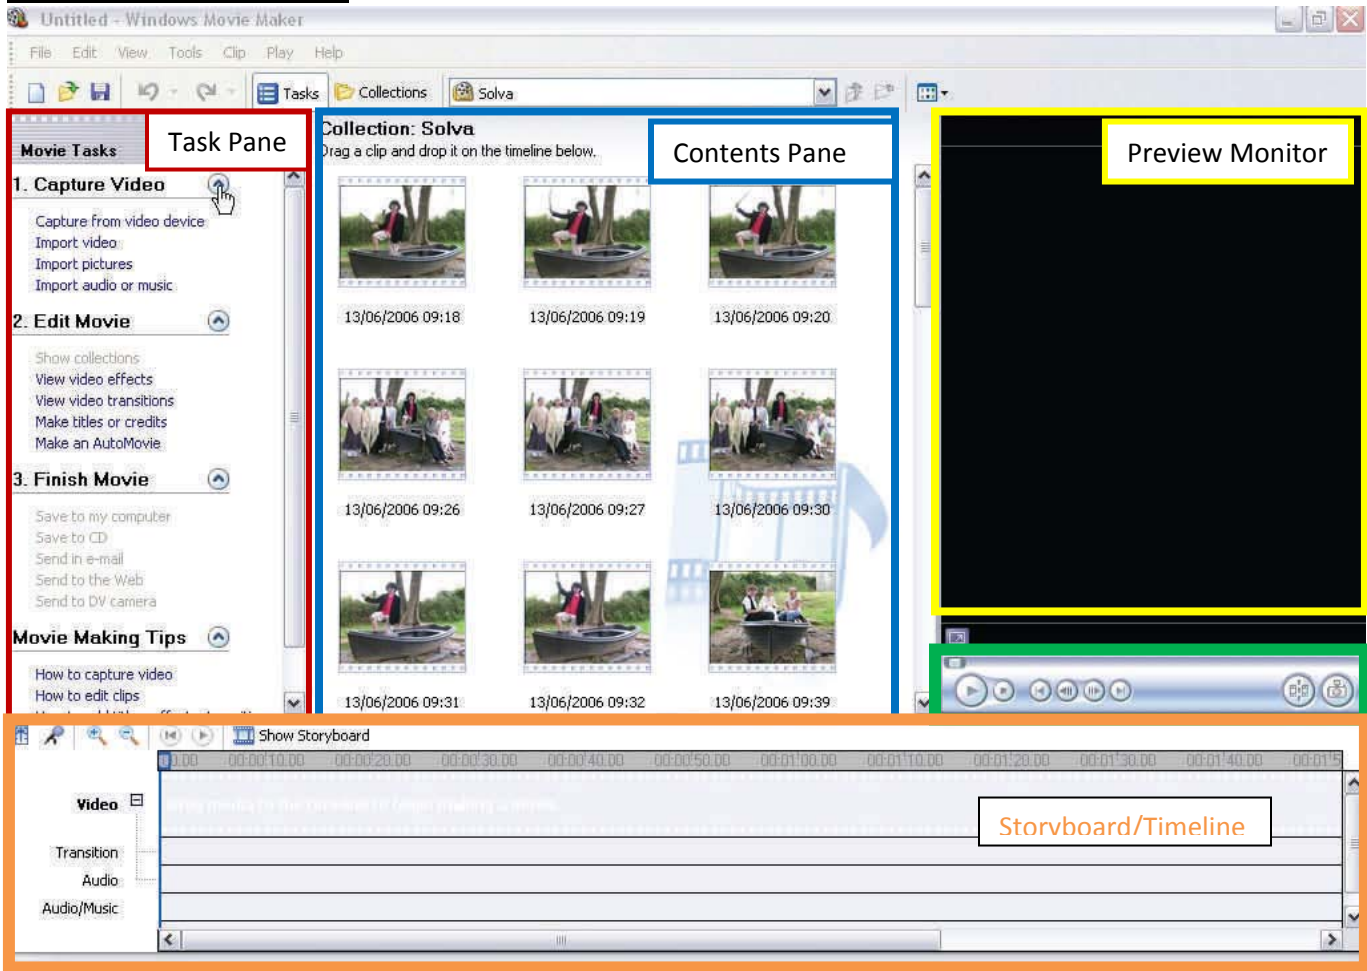 Untitled - Windows Movie Maker
File Edit View Tools Clip Play Help
Tasks Collections Solva
Movie Tasks
Task Pane
Collection: Solva
Drag a clip and drop it on the timeline below.
Contents Pane
Preview Monitor
1. Capture Video
Capture from video device
Import video
Import pictures
Import audio or music
2. Edit Movie
Show collections
View video effects
View video transitions
Make titles or credits
Make an AutoMovie
3. Finish Movie
Save to my computer
Save to CD
Send in e-mail
Send to the Web
Send to DV camera
Movie Making Tips
How to capture video
How to edit clips
13/06/2006 09:18 13/06/2006 09:19 13/06/2006 09:20
13/06/2006 09:26 13/06/2006 09:27 13/06/2006 09:30
13/06/2006 09:31 13/06/2006 09:32 13/06/2006 09:39
Show Storyboard
0.00 00:00:10.00 00:00:20.00 00:00:30.00 00:00:40.00 00:00:50.00 00:01:00.00 00:01:10.00 00:01:20.00 00:01:30.00 00:01:40.00 00:01:5
Video
Storyboard/Timeline
Transition
Audio
Audio/Music